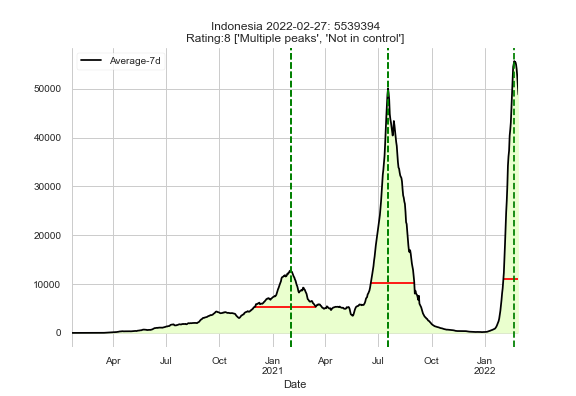 Indonesia 2022-02-27: 5539394
Rating:8 ['Multiple peaks', 'Not in control']
Average-7d
50000
40000
30000
20000
10000
0
Apr Jul Oct Jan Apr Jul Oct Jan
2021 2022
Date